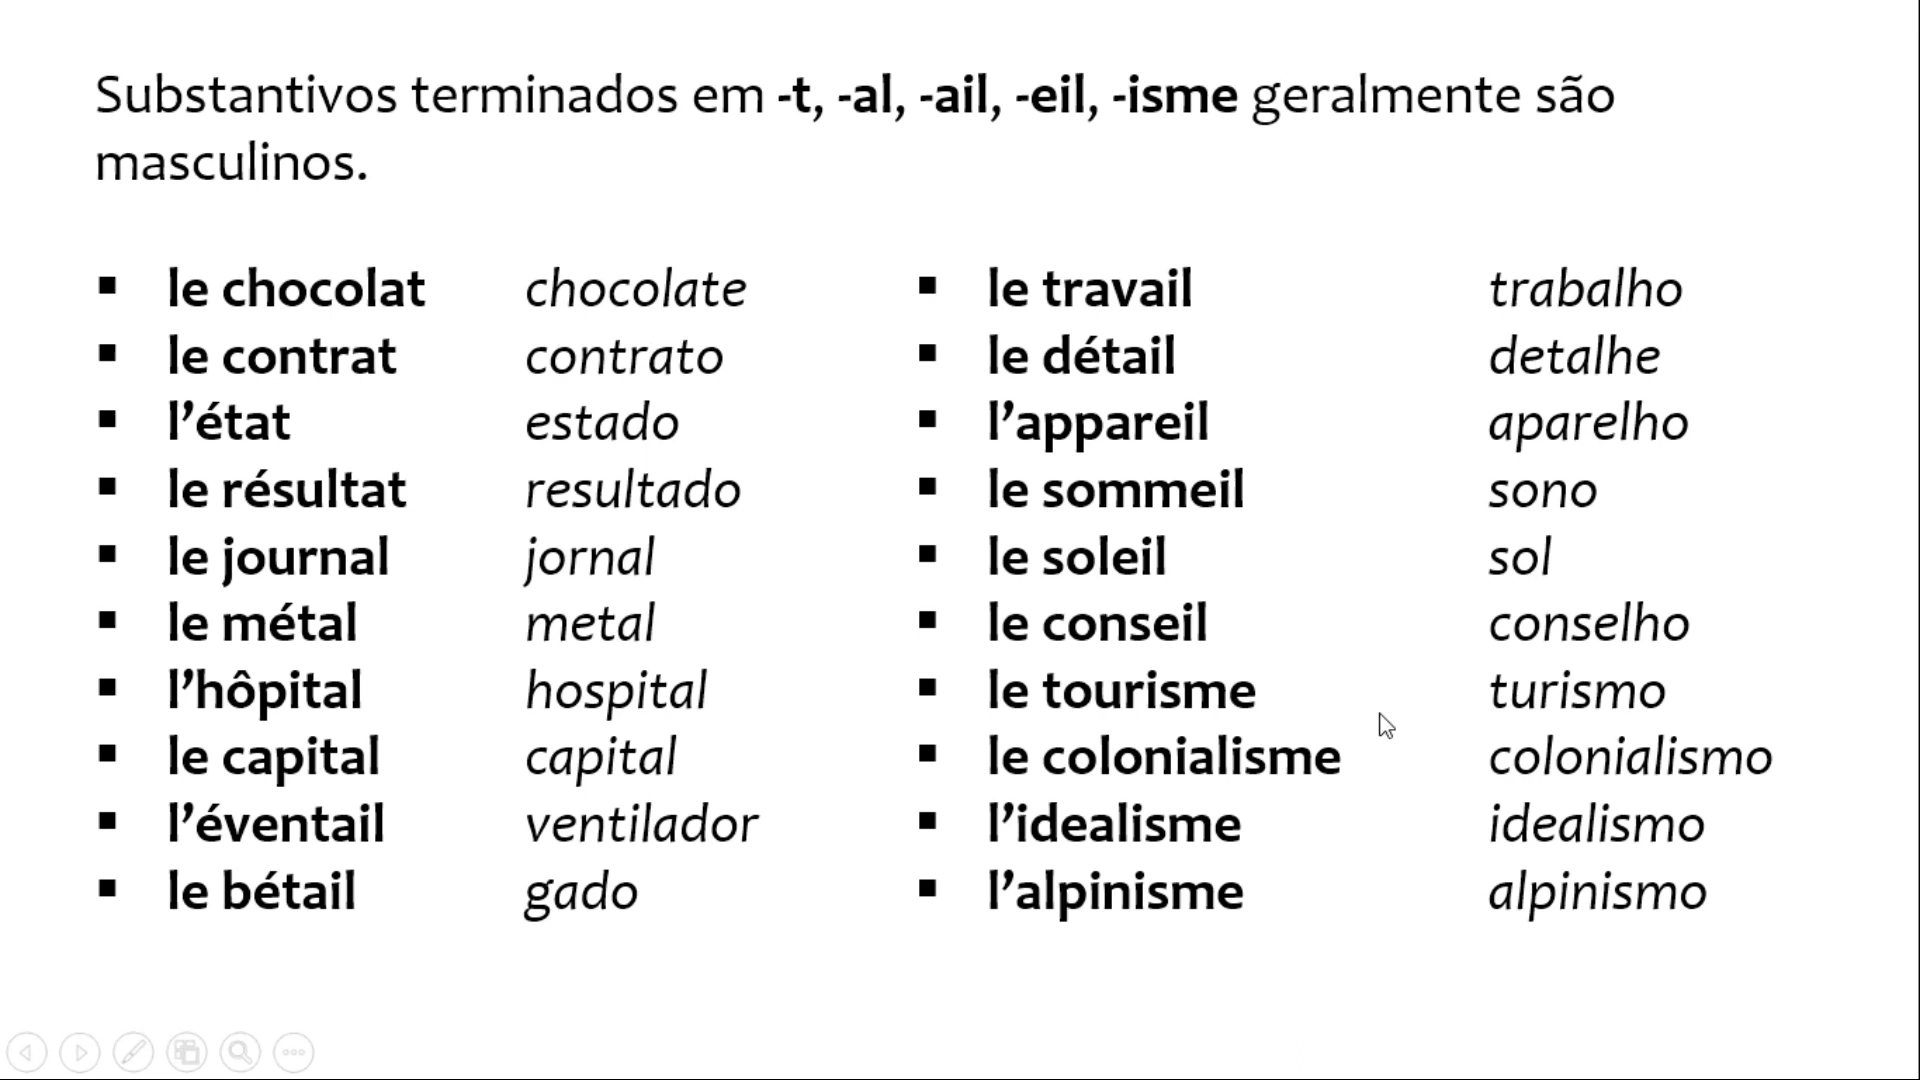 Substantivos terminados em -t, -al, -ail, -eil, -isme geralmente são
masculinos.
▪ le chocolat chocolate
▪ le contrat contrato
▪ l’état estado
▪ le résultat resultado
▪ le journal jornal
▪ le métal metal
▪ l’hôpital hospital
▪ le capital capital
▪ l’éventail ventilador
▪ le bétail gado
▪ le travail trabalho
▪ le détail detalhe
▪ l’appareil aparelho
▪ le sommeil sono
▪ le soleil sol
▪ le conseil conselho
▪ le tourisme turismo
▪ le colonialisme colonialismo
▪ l’idealisme idealismo
▪ l’alpinisme alpinismo